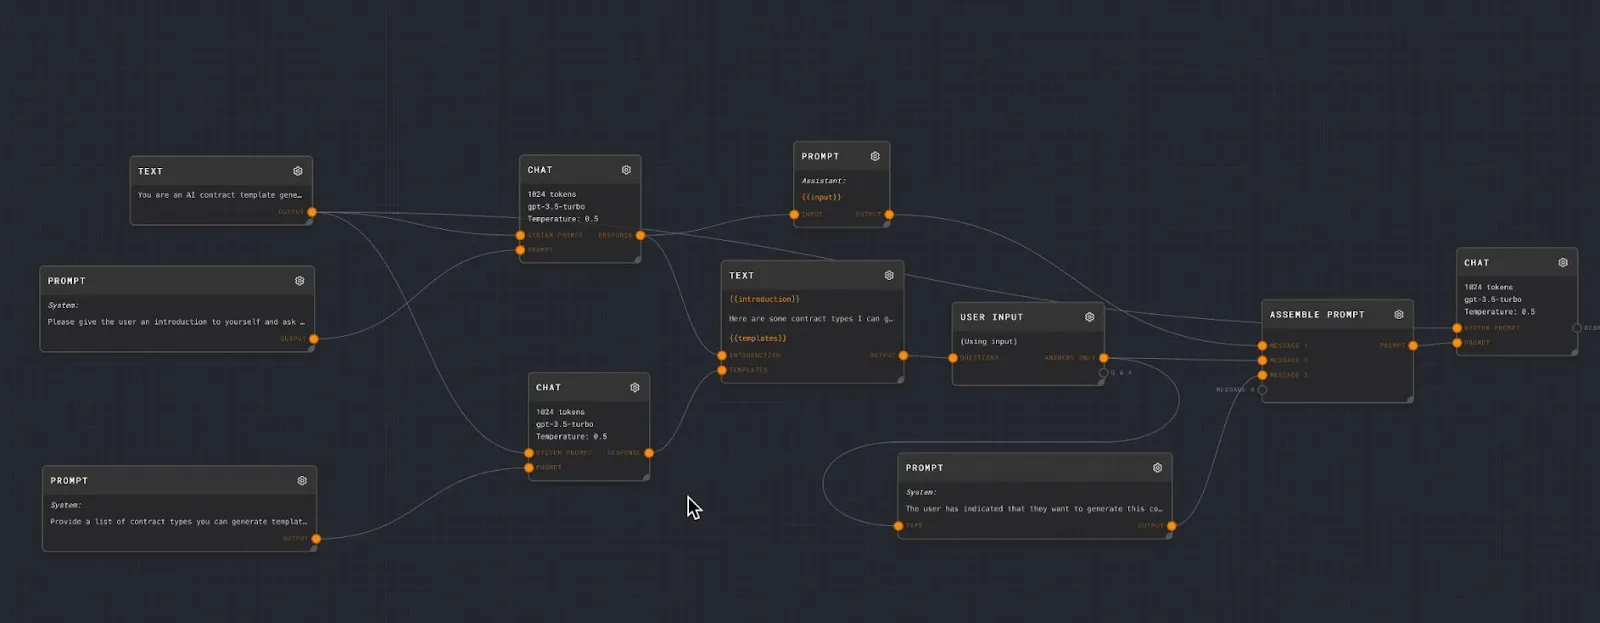 TEXT
You are an AI contract template gene…
OUTPUT
PROMPT
System:
Please give the user an introduction to yourself and ask …
OUTPUT
PROMPT
System:
Provide a list of contract types you can generate templat…
OUTPUT
CHAT
1024 tokens
gpt-3.5-turbo
Temperature: 0.5
SYSTEM PROMPT RESPONSE
PROMPT
CHAT
1024 tokens
gpt-3.5-turbo
Temperature: 0.5
SYSTEM PROMPT RESPONSE
PROMPT
PROMPT
Assistant:
{{input}}
INPUT OUTPUT
TEXT
{{introduction}}
Here are some contract types I can g…
{{templates}}
INTRODUCTION OUTPUT
TEMPLATES
USER INPUT
(Using input)
QUESTIONS ANSWERS ONLY
Q & A
PROMPT
System:
The user has indicated that they want to generate this co…
TYPE OUTPUT
ASSEMBLE PROMPT
MESSAGE 1 PROMPT
MESSAGE 2
MESSAGE 3
MESSAGE 4
CHAT
1024 tokens
gpt-3.5-turbo
Temperature: 0.5
SYSTEM PROMPT
PROMPT